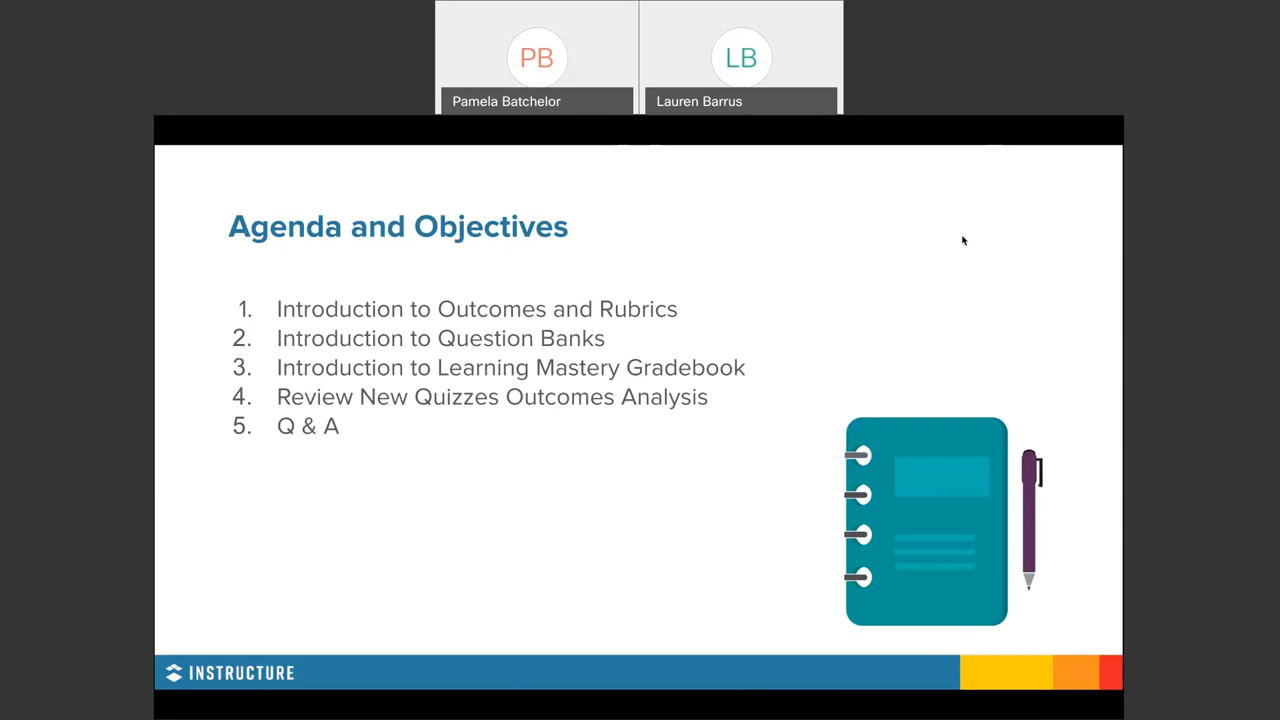 PB
LB
Pamela Batchelor
Lauren Barrus
Agenda and Objectives
1. Introduction to Outcomes and Rubrics
2. Introduction to Question Banks
3. Introduction to Learning Mastery Gradebook
4. Review New Quizzes Outcomes Analysis
5. Q & A
INSTRUCTURE